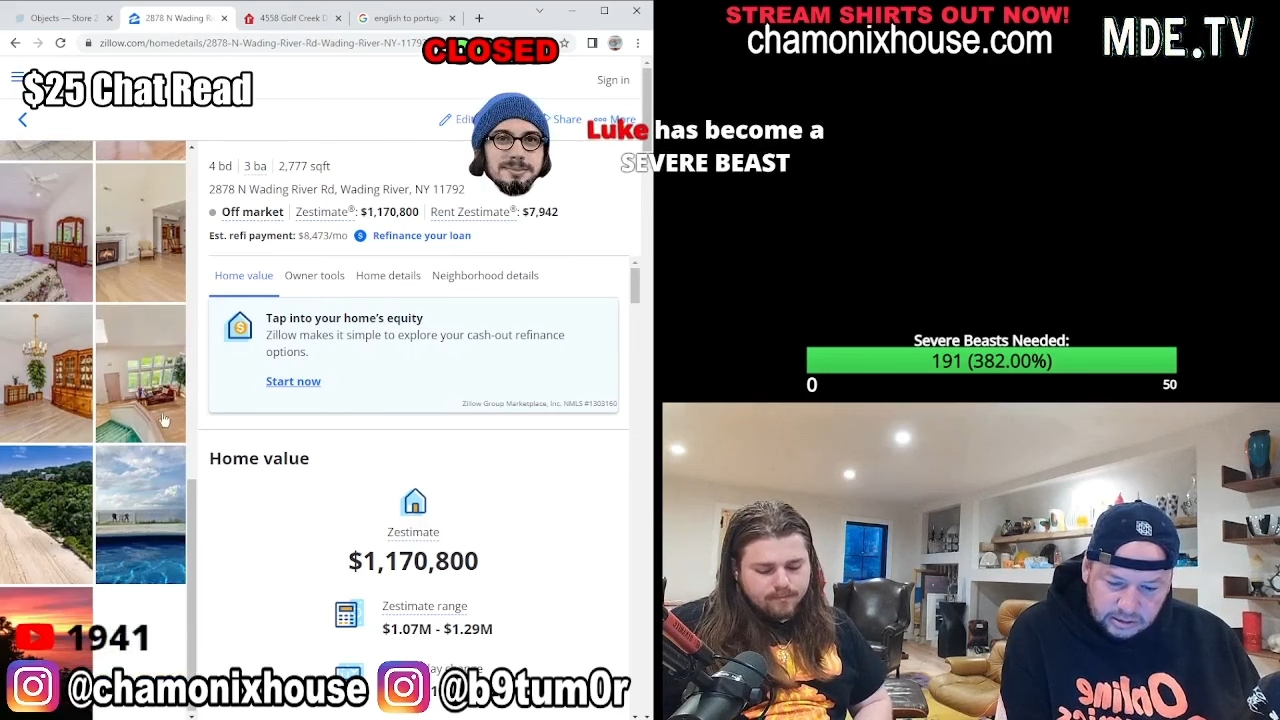 Objects — Store 2
2878 N Wading Ri
4558 Golf Creek D
english to portug
zillow.com/homedetails/2878-N-Wading-River-Rd-Wading-River-NY-1179
CLOSED
$25 Chat Read
Sign in
Edit
Share
More
4 bd
3 ba
2,777 sqft
2878 N Wading River Rd, Wading River, NY 11792
Off market
Zestimate®: $1,170,800
Rent Zestimate®: $7,942
Est. refi payment: $8,473/mo
$ Refinance your loan
Home value
Owner tools
Home details
Neighborhood details
Tap into your home's equity
Zillow makes it simple to explore your cash-out refinance
options.
Start now
Zillow Group Marketplace, Inc. NMLS #1303160
Home value
Zestimate
$1,170,800
Zestimate range
$1.07M - $1.29M
1941
@chamonixhouse
@b9tum0r
STREAM SHIRTS OUT NOW!
chamonixhouse.com
MDE.TV
Luke has become a
SEVERE BEAST
Severe Beasts Needed:
191 (382.00%)
0
50
Online